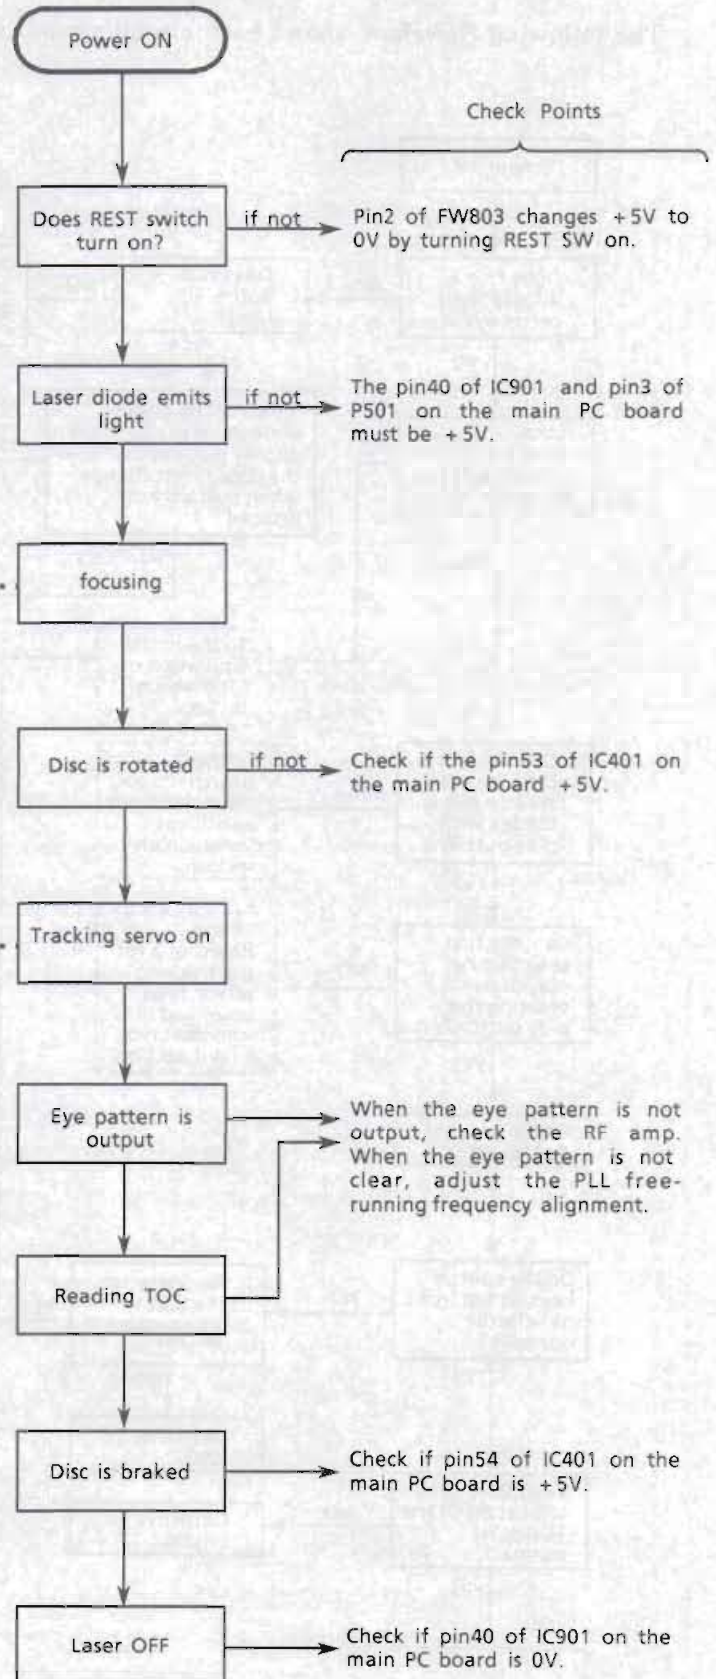 Power ON
Check Points
Does REST switch
turn on?
if not
Pin2 of FW803 changes +5V to
0V by turning REST SW on.
Laser diode emits
light
if not
The pin40 of IC901 and pin3 of
P501 on the main PC board
must be +5V.
focusing
Disc is rotated
if not
Check if the pin53 of IC401 on
the main PC board +5V.
Tracking servo on
Eye pattern is
output
When the eye pattern is not
output, check the RF amp.
When the eye pattern is not
clear, adjust the PLL free-
running frequency alignment.
Reading TOC
Disc is braked
Check if pin54 of IC401 on the
main PC board is +5V.
Laser OFF
Check if pin40 of IC901 on the
main PC board is 0V.